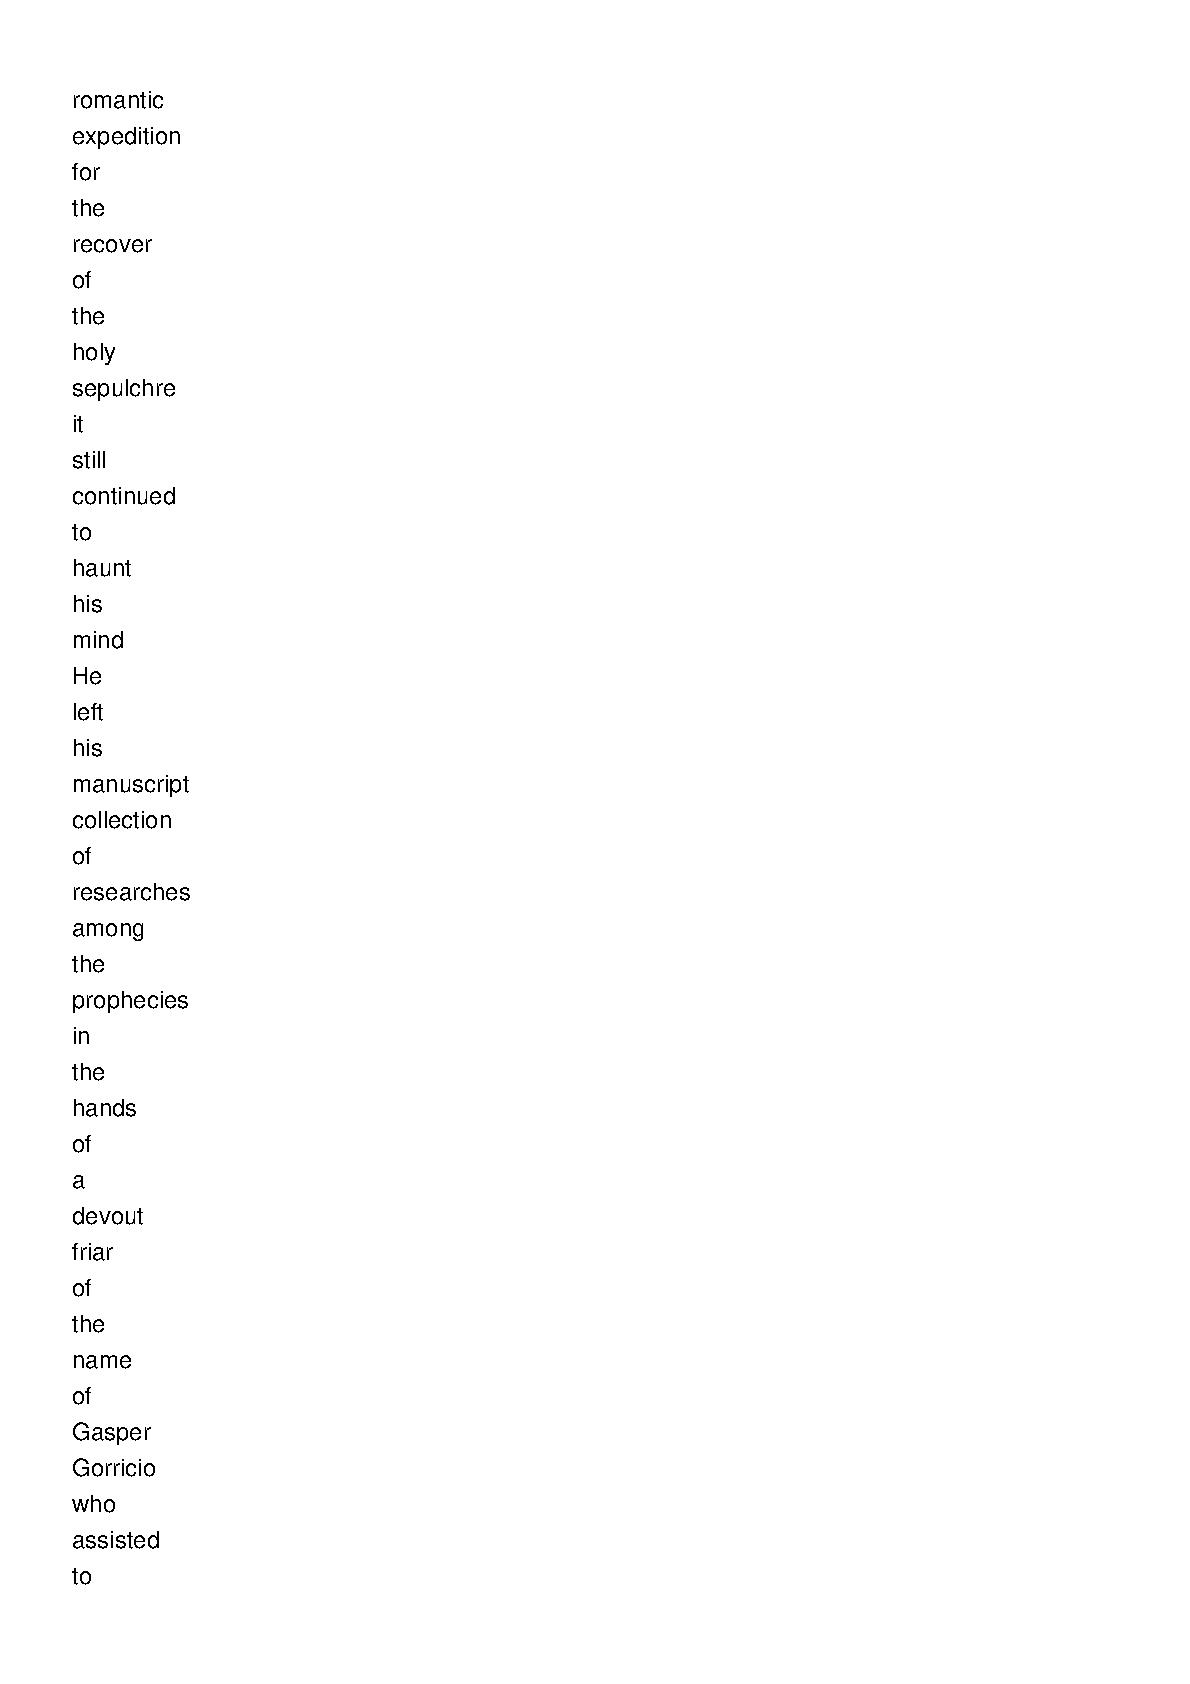 romantic
expedition
for
the
recover
of
the
holy
sepulchre
it
still
continued
to
haunt
his
mind
He
left
his
manuscript
collection
of
researches
among
the
prophecies
in
the
hands
of
a
devout
friar
of
the
name
of
Gasper
Gorricio
who
assisted
to